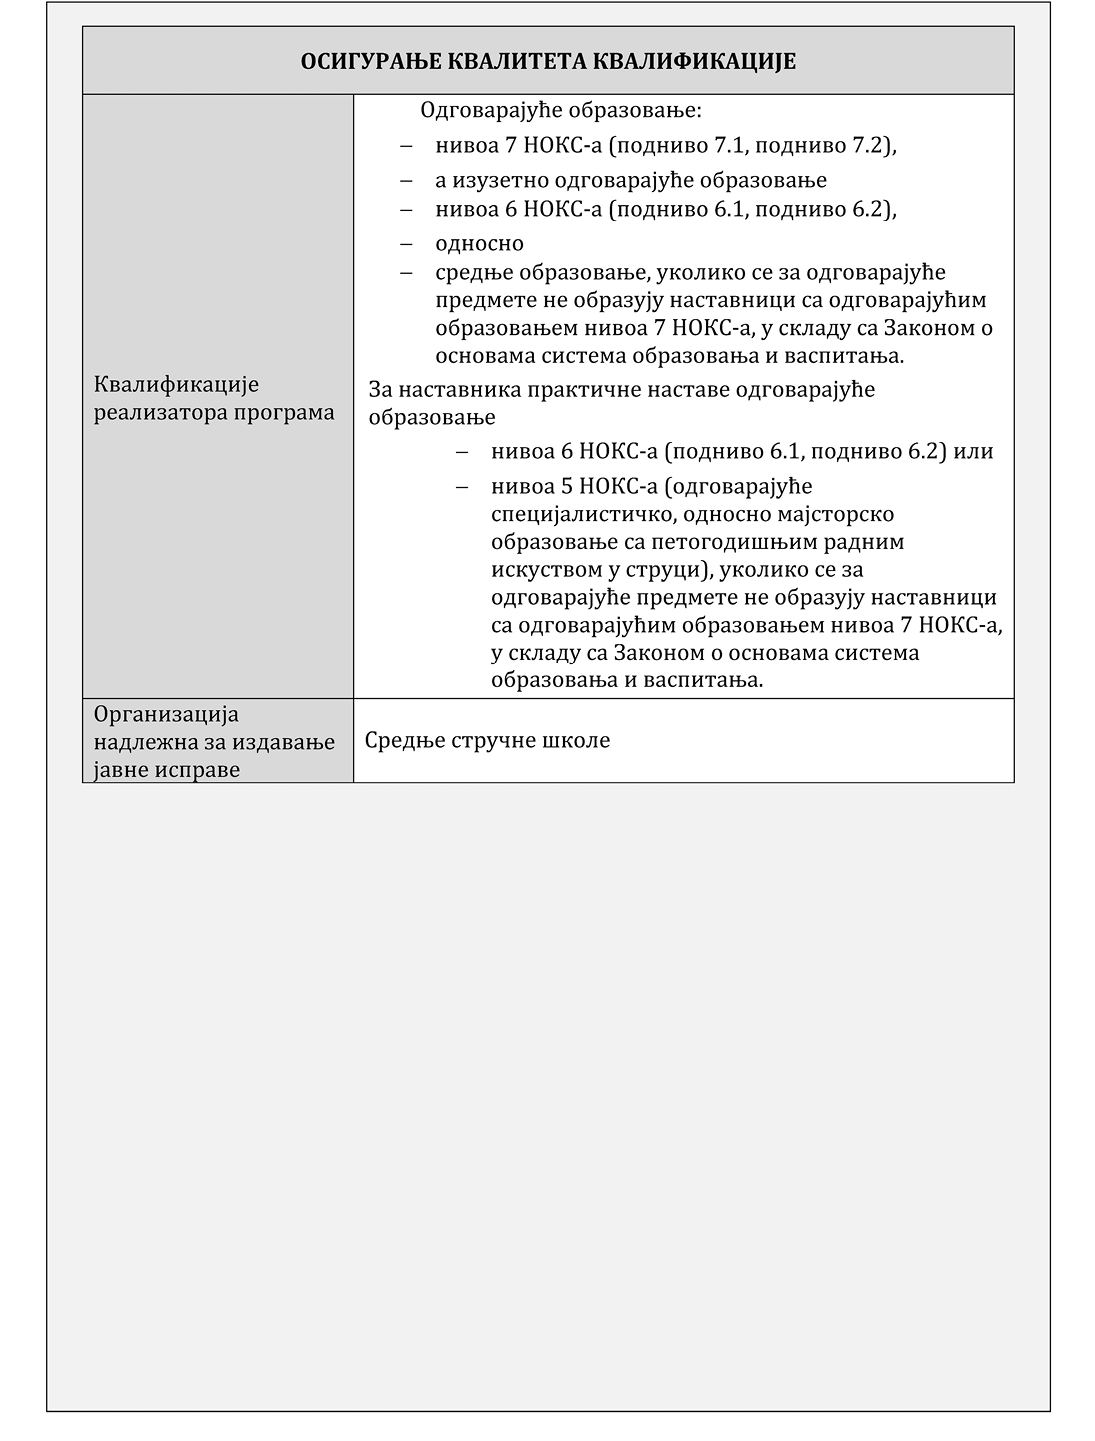 ОСИГУРАЊЕ КВАЛИТЕТА КВАЛИФИКАЦИЈЕ
Квалификације
реализатора програма
Одговарајуће образовање:
– нивоа 7 НОКС-а (подниво 7.1, подниво 7.2),
– а изузетно одговарајуће образовање
– нивоа 6 НОКС-а (подниво 6.1, подниво 6.2),
– односно
– средње образовање, уколико се за одговарајуће
предмете не образују наставници са одговарајућим
образовањем нивоа 7 НОКС-а, у складу са Законом о
основама система образовања и васпитања.
За наставника практичне наставе одговарајуће
образовање
– нивоа 6 НОКС-а (подниво 6.1, подниво 6.2) или
– нивоа 5 НОКС-а (одговарајуће
специјалистичко, односно мајсторско
образовање са петогодишњим радним
искуством у струци), уколико се за
одговарајуће предмете не образују наставници
са одговарајућим образовањем нивоа 7 НОКС-а,
у складу са Законом о основама система
образовања и васпитања.
Организација
надлежна за издавање
јавне исправе
Средње стручне школе